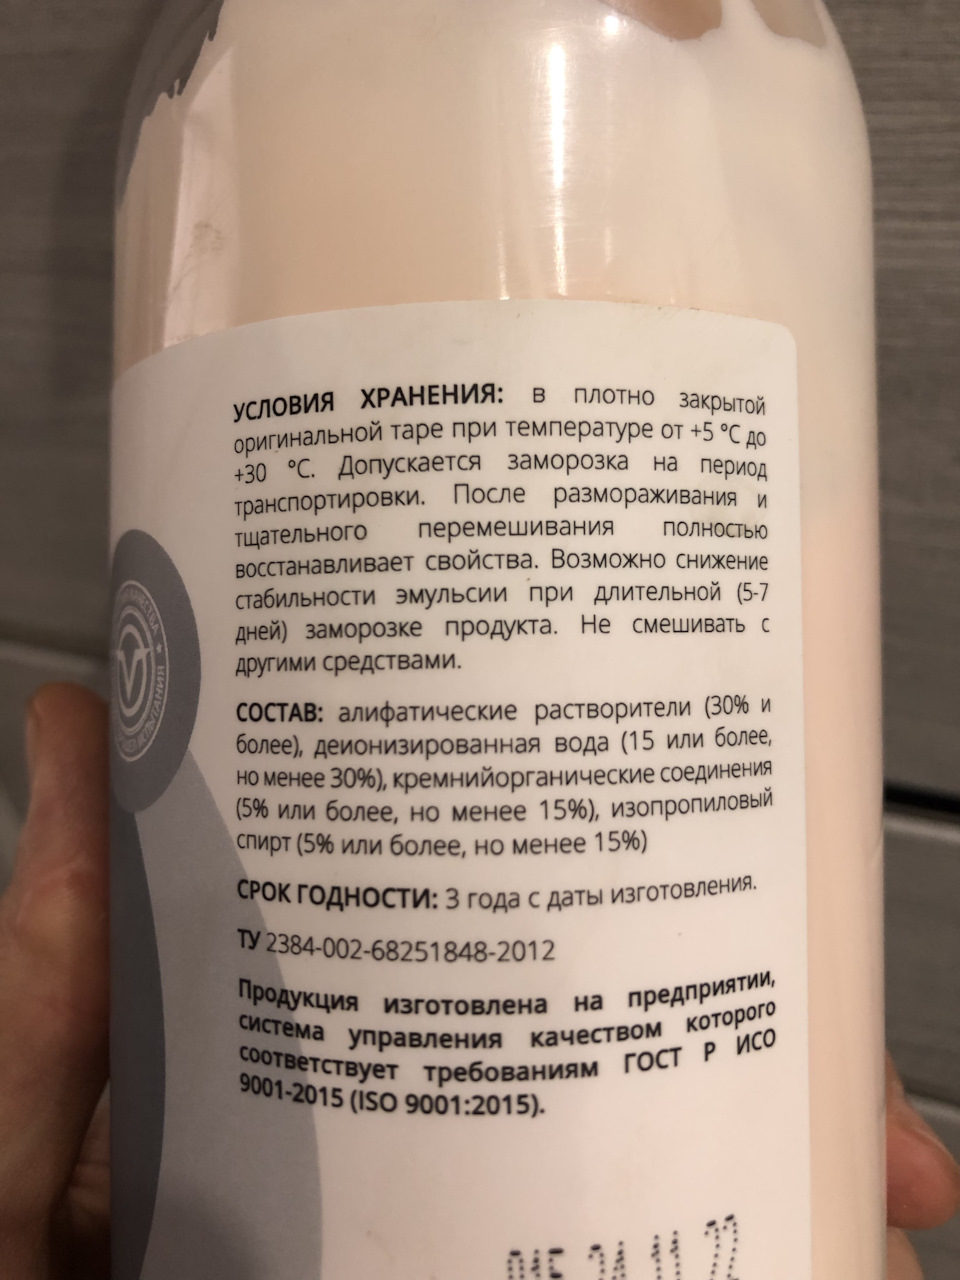 УСЛОВИЯ ХРАНЕНИЯ: в плотно закрытой
оригинальной таре при температуре от +5 °C до
+30 °C. Допускается заморозка на период
транспортировки. После размораживания и
тщательного перемешивания полностью
восстанавливает свойства. Возможно снижение
стабильности эмульсии при длительной (5-7
дней) заморозке продукта. Не смешивать с
другими средствами.
СОСТАВ: алифатические растворители (30% и
более), деионизированная вода (15 или более,
но менее 30%), кремнийорганические соединения
(5% или более, но менее 15%), изопропиловый
спирт (5% или более, но менее 15%)
СРОК ГОДНОСТИ: 3 года с даты изготовления.
ТУ 2384-002-68251848-2012
Продукция изготовлена на предприятии,
система управления качеством которого
соответствует требованиям ГОСТ Р ИСО
9001-2015 (ISO 9001:2015).
24 11 22